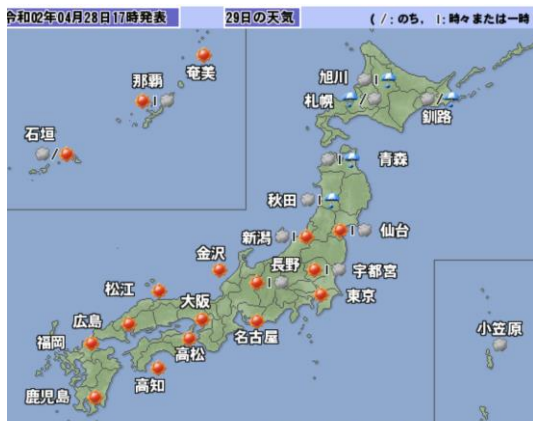 令和02年04月28日17時発表 29日の天気 ( / : のち, | : 時々または一時
奄美
那覇
石垣
旭川
札幌
釧路
青森
秋田
仙台
新潟
金沢
長野
宇都宮
松江
大阪
東京
広島
名古屋
小笠原
福岡
高松
高知
鹿児島